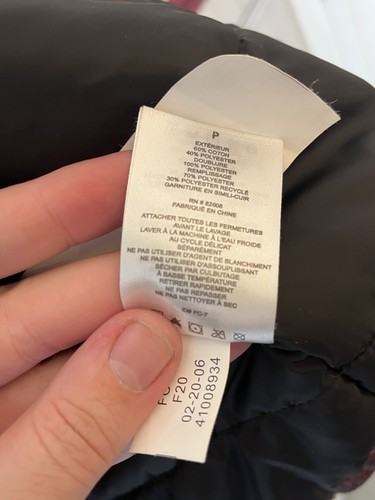 P
EXTÉRIEUR
60% COTON
40% POLYESTER
DOUBLURE
100% POLYESTER
REMPLISSAGE
70% POLYESTER
30% POLYESTER RECYCLÉ
GARNITURE EN SIMILI-CUIR
RN # 82608
FABRIQUÉ EN CHINE
ATTACHER TOUTES LES FERMETURES
AVANT LE LAVAGE
LAVER À LA MACHINE À L'EAU FROIDE
AU CYCLE DÉLICAT
SÉPARÉMENT
NE PAS UTILISER D'AGENT DE BLANCHIMENT
NE PAS UTILISER D'ASSOUPLISSANT
SÉCHER PAR CULBUTAGE
À BASSE TEMPÉRATURE
RETIRER RAPIDEMENT
NE PAS REPASSER
NE PAS NETTOYER À SEC
F20
02-20-06
41008934